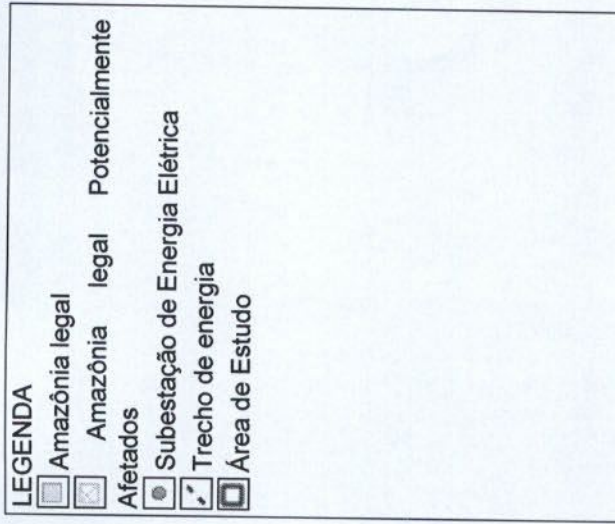 LEGENDA
Amazônia legal
Amazônia legal Potencialmente
Afetados
Subestação de Energia Elétrica
Trecho de energia
Área de Estudo